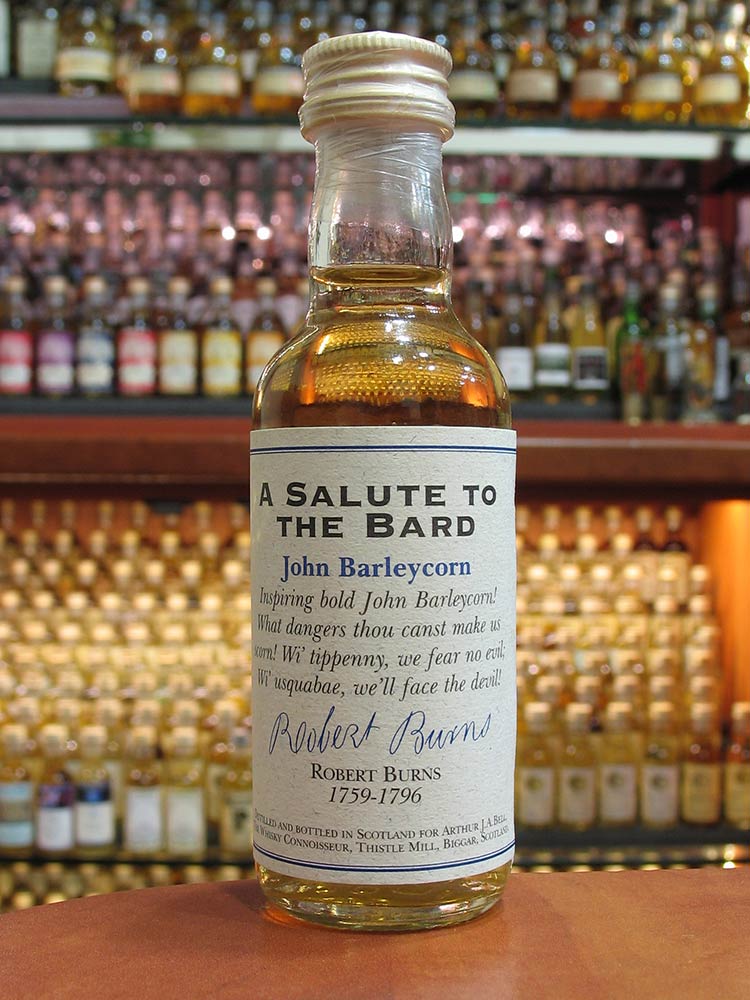 A SALUTE TO
THE BARD
John Barleycorn
Inspiring bold John Barleycorn!
What dangers thou canst make us
scorn! Wi' tippenny, we fear no evil;
Wi' usquabae, we'll face the devil!
Robert Burns
ROBERT BURNS
1759-1796
DISTILLED AND BOTTLED IN SCOTLAND FOR ARTHUR J.A. BELL,
THE WHISKY CONNOISSEUR, THISTLE MILL, BIGGAR, SCOTLAND.